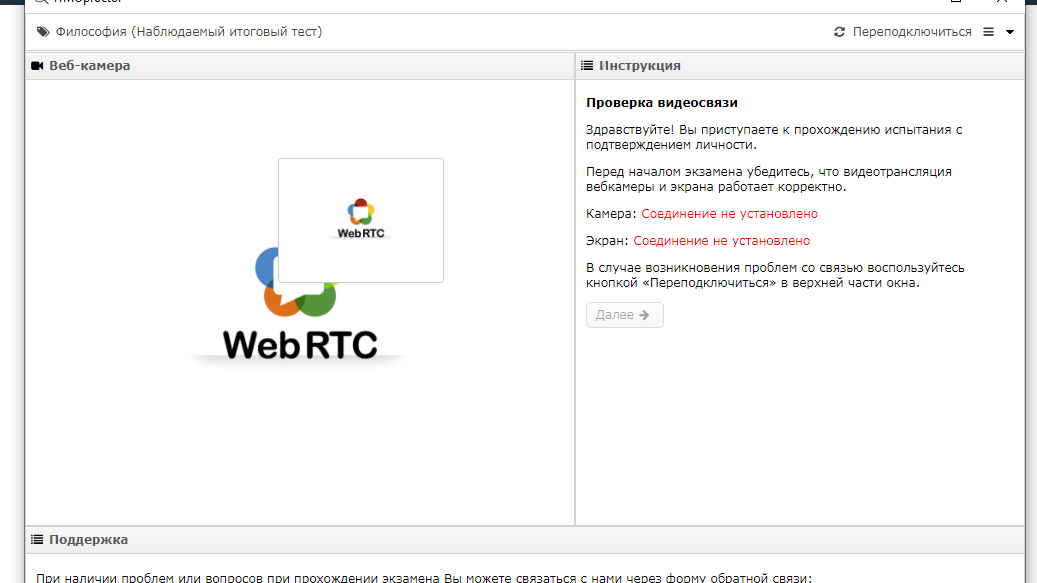 Философия (Наблюдаемый итоговый тест)
Переподключиться
Веб-камера
Инструкция
Проверка видеосвязи
Здравствуйте! Вы приступаете к прохождению испытания с
подтверждением личности.
Перед началом экзамена убедитесь, что видеотрансляция
вебкамеры и экрана работает корректно.
Камера: Соединение не установлено
Экран: Соединение не установлено
В случае возникновения проблем со связью воспользуйтесь
кнопкой «Переподключиться» в верхней части окна.
Далее
WebRTC
WebRTC
Поддержка
При наличии проблем или вопросов при прохождении экзамена Вы можете связаться с нами через форму обратной связи: